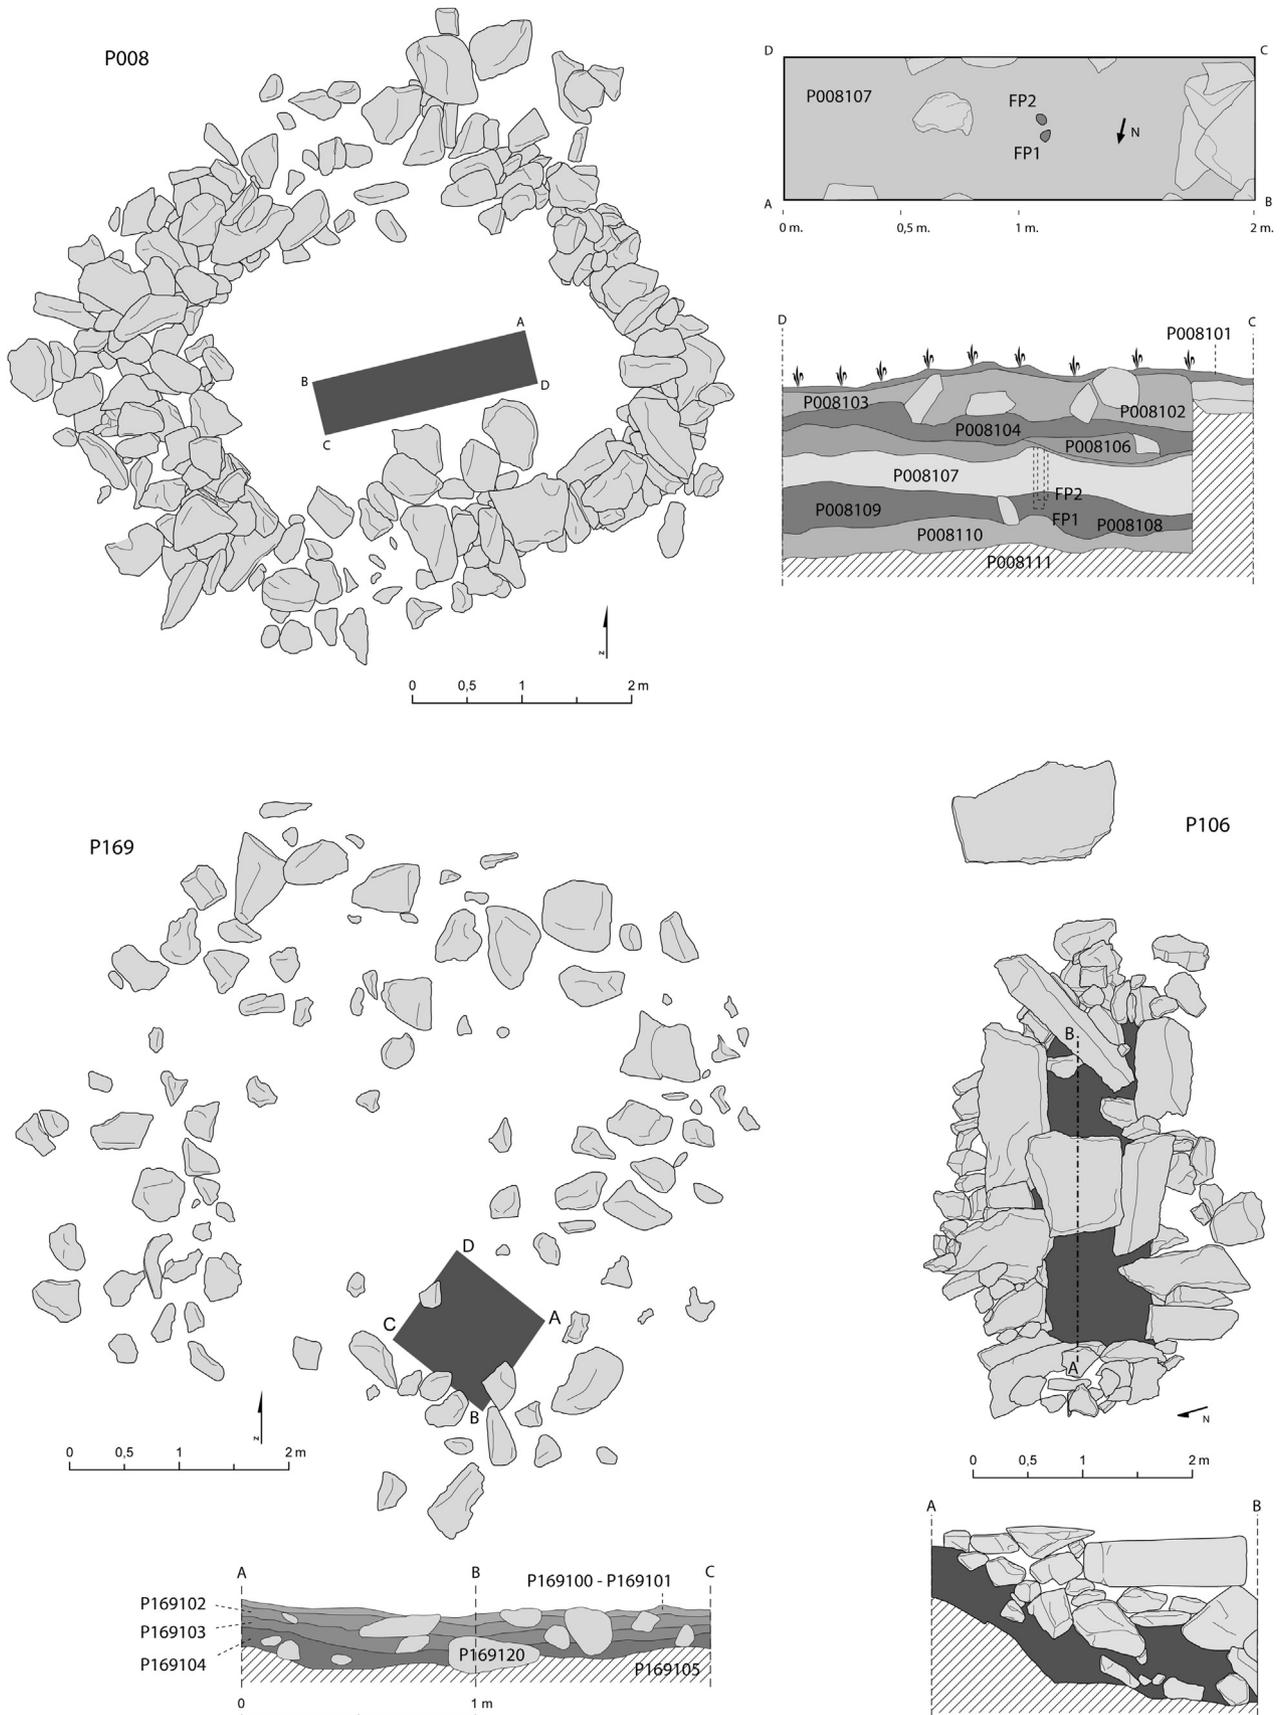 P008
A
B
D
C
N
0 0,5 1 2 m
D C
P008107
FP2
N
FP1
A B
0 m. 0,5 m. 1 m. 2 m.
D C
P008101
P008103
P008102
P008104
P008106
P008107
FP2
P008109
FP1
P008108
P008110
P008111
P169
D
A
C
B
N
0 0,5 1 2 m
A B C
P169100 - P169101
P169102
P169103
P169104
P169120
P169105
0 1 m
P106
B
A
N
0 0,5 1 2 m
A B